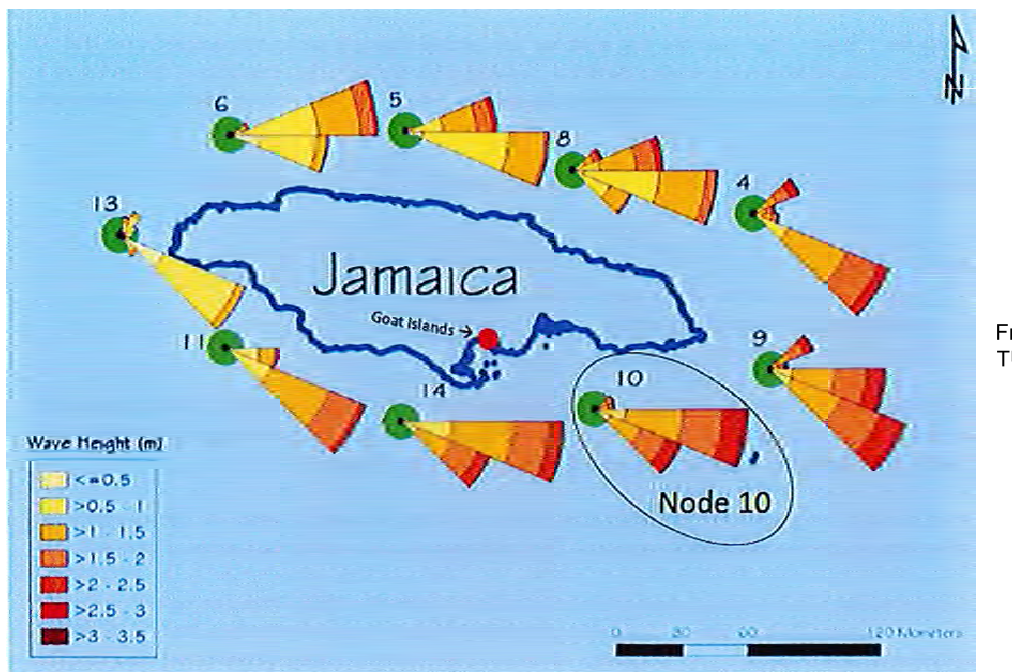 N
6
5
8
4
13
Jamaica
Goat Islands
11
9
10
14
Node 10
Wave Height (m)
<=0.5
>0.5 - 1
>1 - 1.5
>1.5 - 2
>2 - 2.5
>2.5 - 3
>3 - 3.5
0 30 60 120 Kilometers